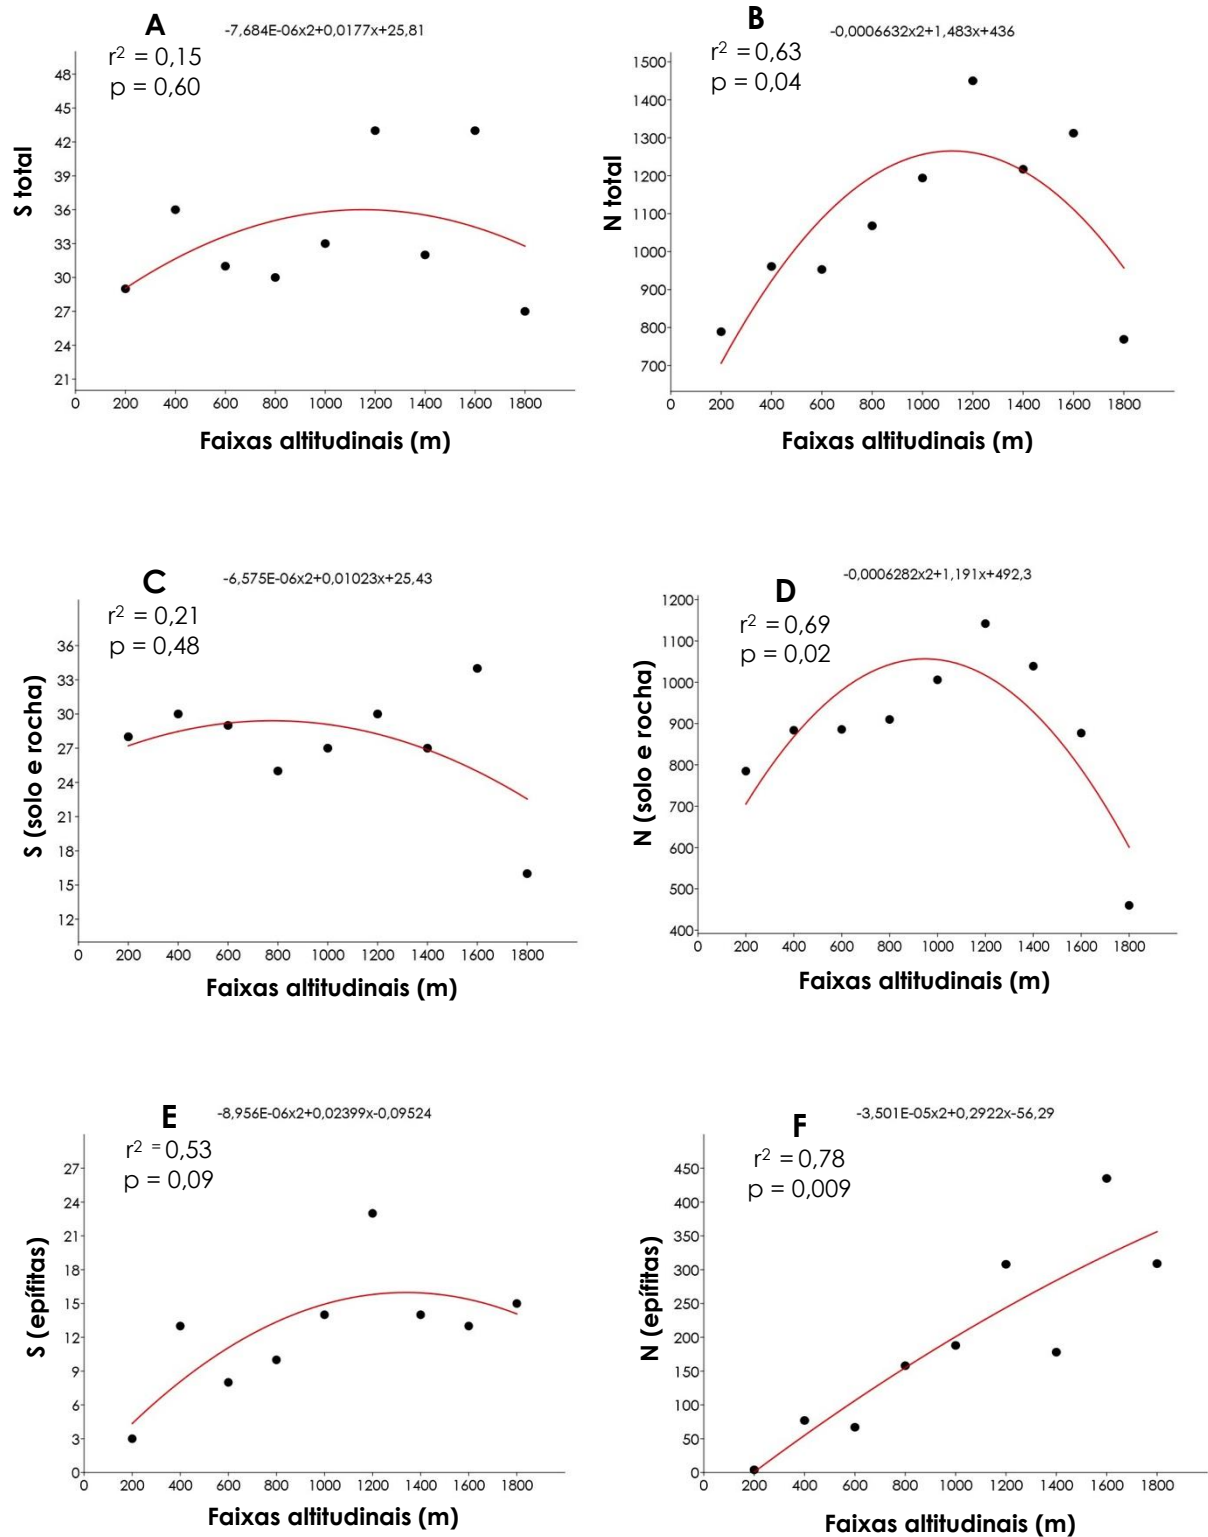 A
-7,684E-06x2+0,0177x+25,81
r2 = 0,15
p = 0,60
48
45
42
39
36
33
30
27
24
21
S total
0 200 400 600 800 1000 1200 1400 1600 1800
Faixas altitudinais (m)
B
-0,0006632x2+1,483x+436
r2 = 0,63
p = 0,04
1500
1400
1300
1200
1100
1000
900
800
700
N total
0 200 400 600 800 1000 1200 1400 1600 1800
Faixas altitudinais (m)
C
-6,575E-06x2+0,01023x+25,43
r2 = 0,21
p = 0,48
36
33
30
27
24
21
18
15
12
S (solo e rocha)
0 200 400 600 800 1000 1200 1400 1600 1800
Faixas altitudinais (m)
D
-0,0006282x2+1,191x+492,3
r2 = 0,69
p = 0,02
1200
1100
1000
900
800
700
600
500
400
N (solo e rocha)
0 200 400 600 800 1000 1200 1400 1600 1800
Faixas altitudinais (m)
E
-8,956E-06x2+0,02399x-0,09524
r2 = 0,53
p = 0,09
27
24
21
18
15
12
9
6
3
0
S (epífitas)
0 200 400 600 800 1000 1200 1400 1600 1800
Faixas altitudinais (m)
F
-3,501E-05x2+0,2922x-56,29
r2 = 0,78
p = 0,009
450
400
350
300
250
200
150
100
50
0
N (epífitas)
0 200 400 600 800 1000 1200 1400 1600 1800
Faixas altitudinais (m)